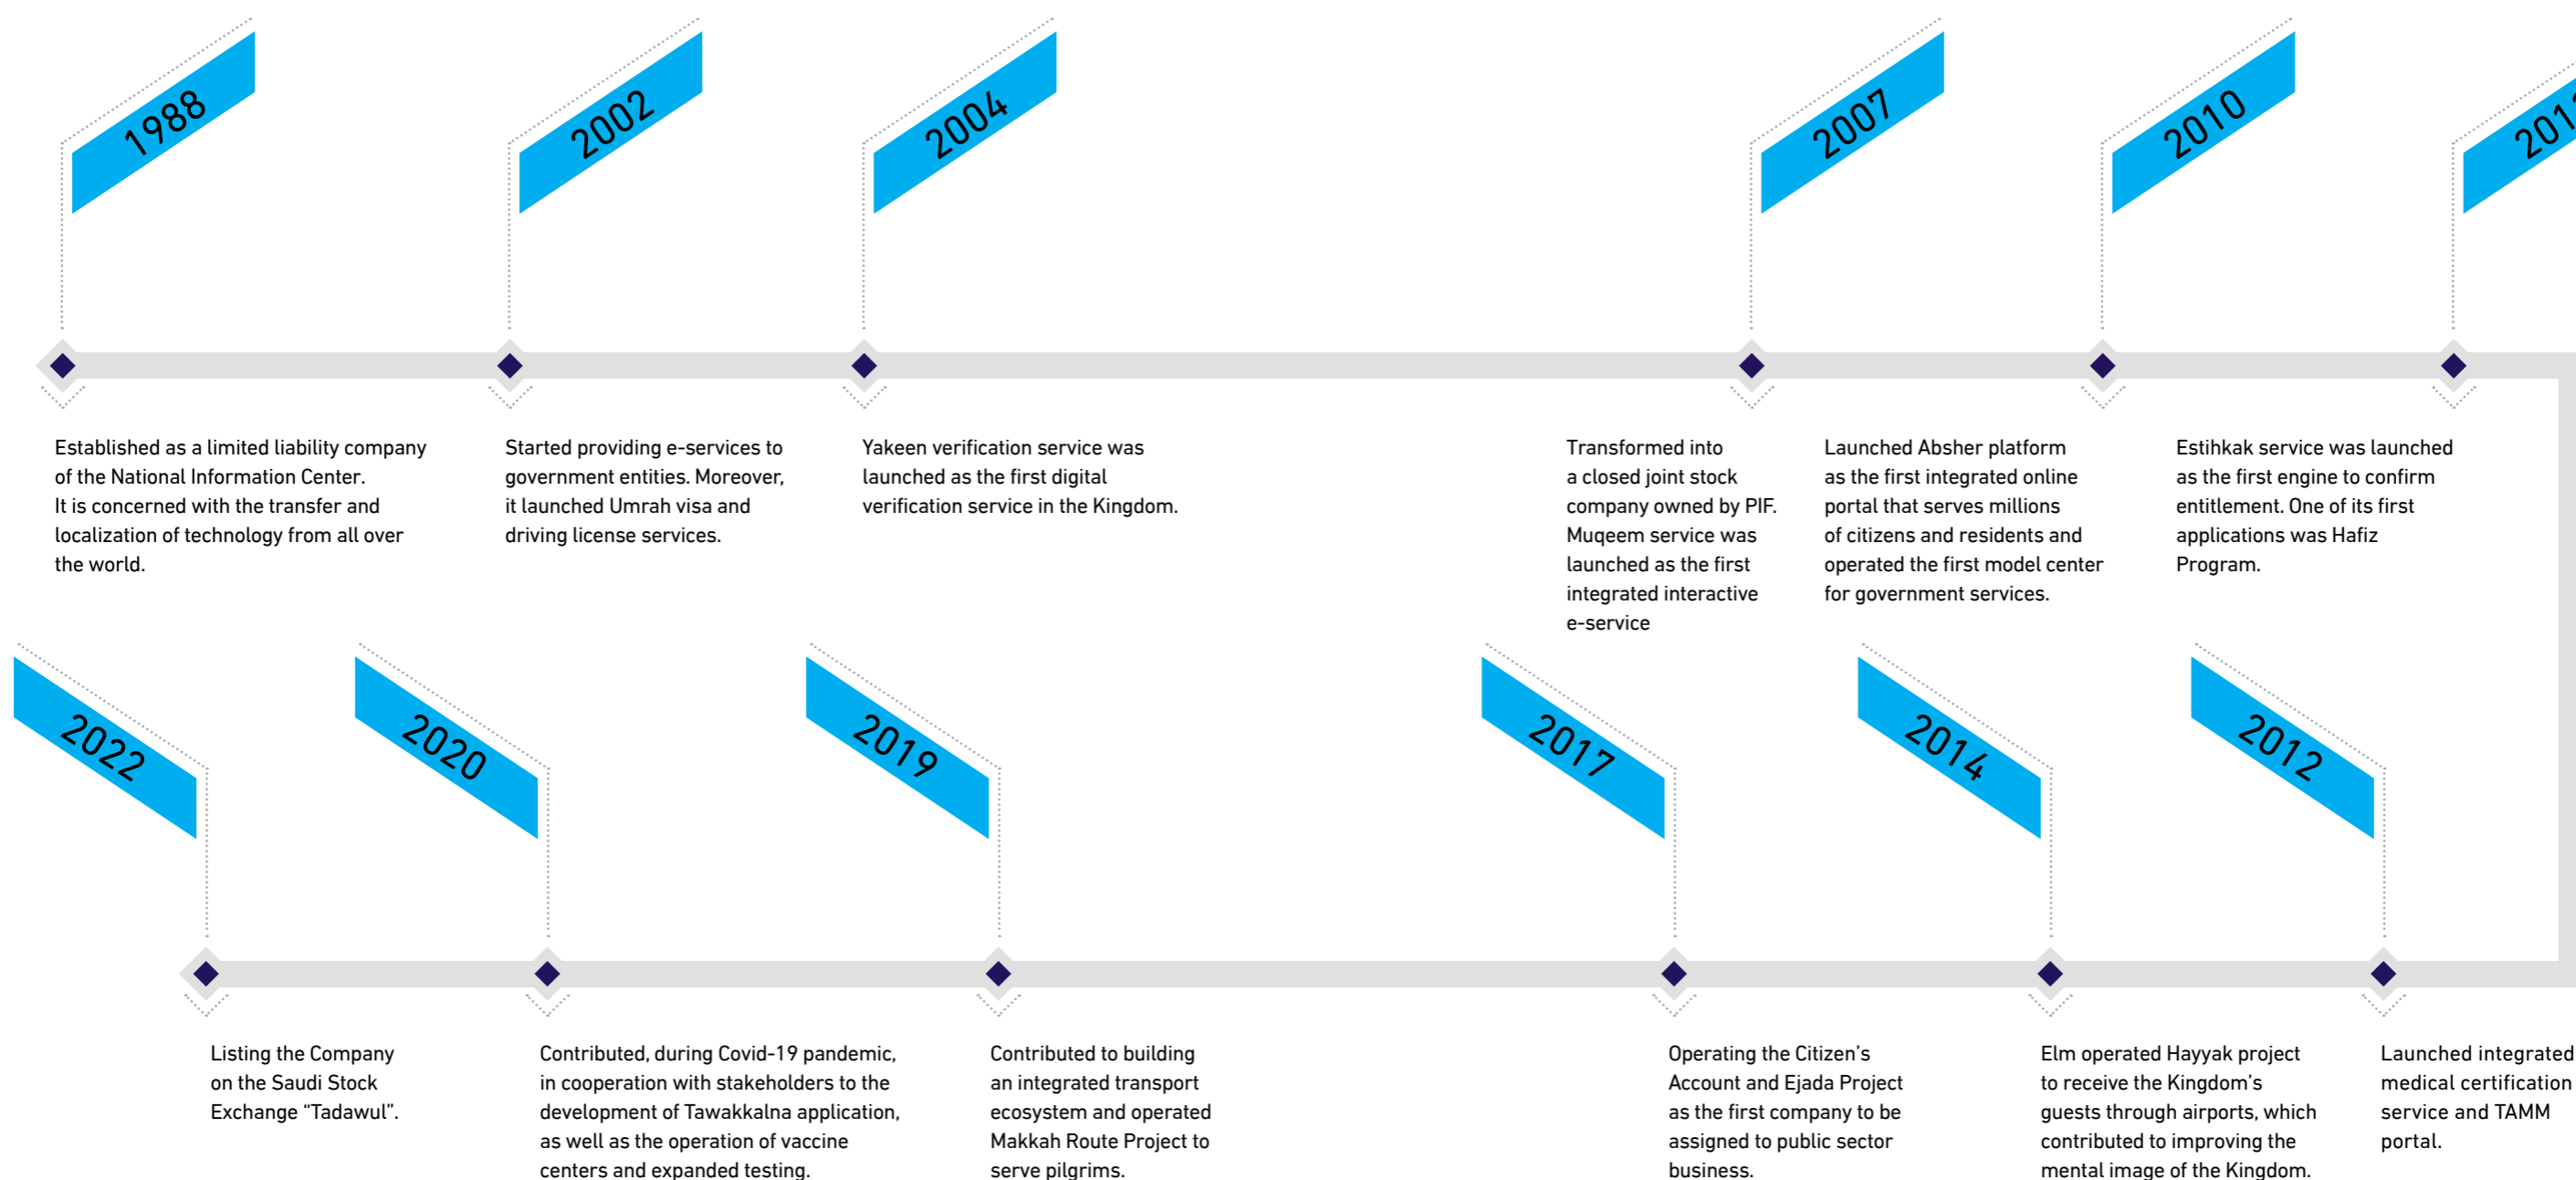 1988
Established as a limited liability company
of the National Information Center.
It is concerned with the transfer and
localization of technology from all over
the world.
2002
Started providing e-services to
government entities. Moreover,
it launched Umrah visa and
driving license services.
2004
Yakeen verification service was
launched as the first digital
verification service in the Kingdom.
2007
Transformed into
a closed joint stock
company owned by PIF.
Muqeem service was
launched as the first
integrated interactive
e-service
2010
Launched Absher platform
as the first integrated online
portal that serves millions
of citizens and residents and
operated the first model center
for government services.
Estihkak service was launched
as the first engine to confirm
entitlement. One of its first
applications was Hafiz
Program.
2022
Listing the Company
on the Saudi Stock
Exchange “Tadawul”.
2020
Contributed, during Covid-19 pandemic,
in cooperation with stakeholders to the
development of Tawakkalna application,
as well as the operation of vaccine
centers and expanded testing.
2019
Contributed to building
an integrated transport
ecosystem and operated
Makkah Route Project to
serve pilgrims.
2017
Operating the Citizen’s
Account and Ejada Project
as the first company to be
assigned to public sector
business.
2014
Elm operated Hayyak project
to receive the Kingdom’s
guests through airports, which
contributed to improving the
mental image of the Kingdom.
2012
Launched integrated
medical certification
service and TAMM
portal.